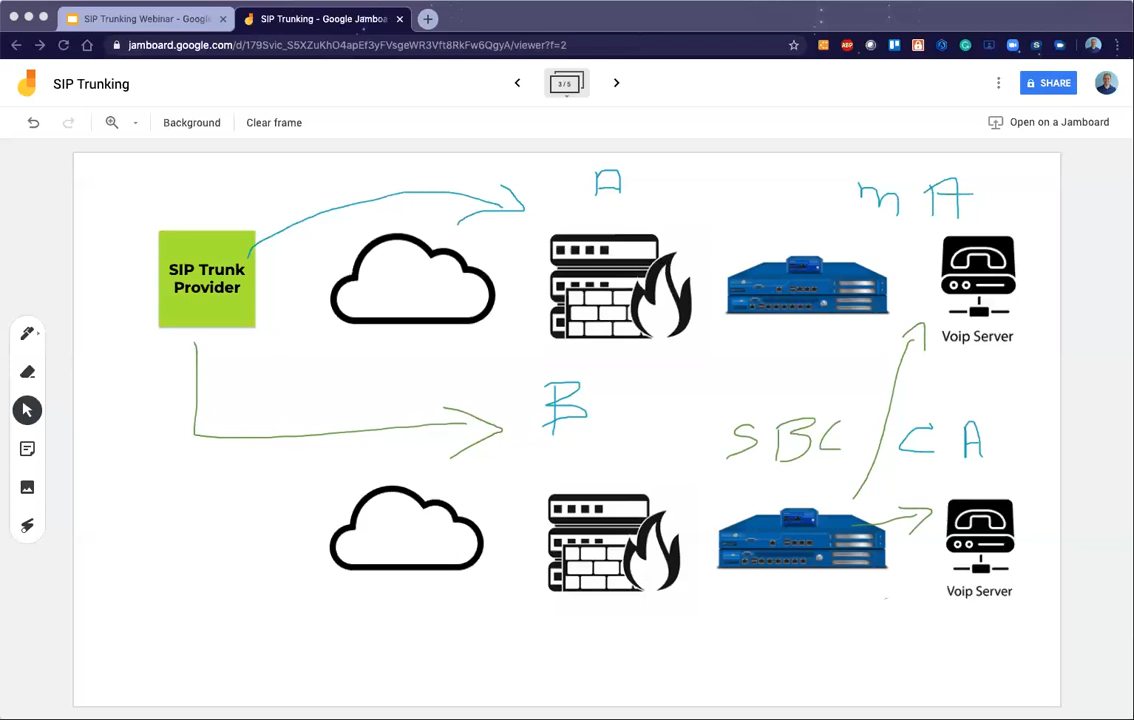 SIP Trunking Webinar - Googl
SIP Trunking - Google Jamboa
jamboard.google.com/d/179Svic_S5XZuKhO4apEf3yFVsgeWR3Vft8RkFw6QgyA/viewer?f=2
SIP Trunking
3 / 5
SHARE
Background
Clear frame
Open on a Jamboard
A
m A
SIP Trunk
Provider
Voip Server
B
SBC
C A
Voip Server